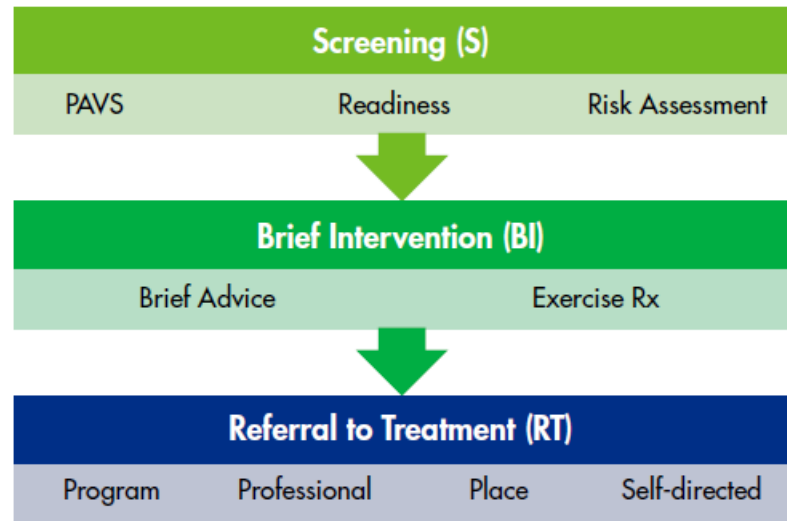 Screening (S)
PAVS Readiness Risk Assessment
Brief Intervention (BI)
Brief Advice Exercise Rx
Referral to Treatment (RT)
Program Professional Place Self-directed